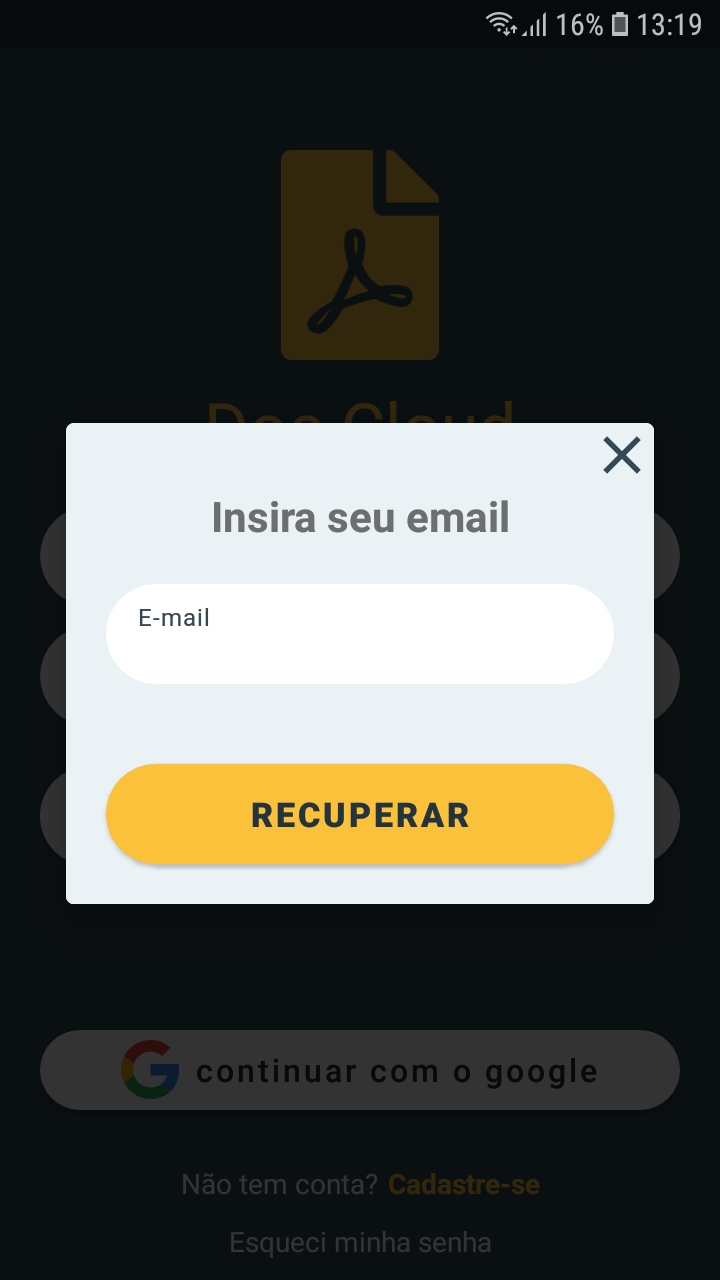 16% 13:19
Doc Cloud
Insira seu email
E-mail
RECUPERAR
continuar com o google
Não tem conta? Cadastre-se
Esqueci minha senha